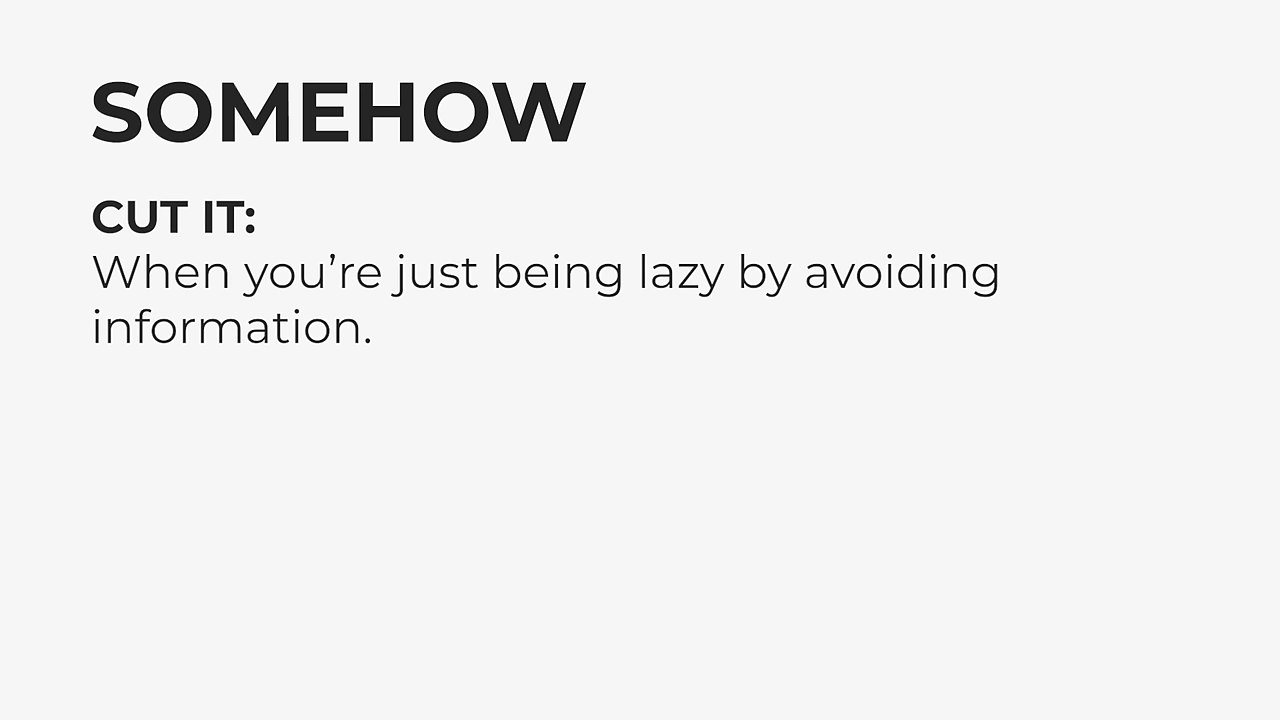 SOMEHOW
CUT IT:
When you’re just being lazy by avoiding
information.